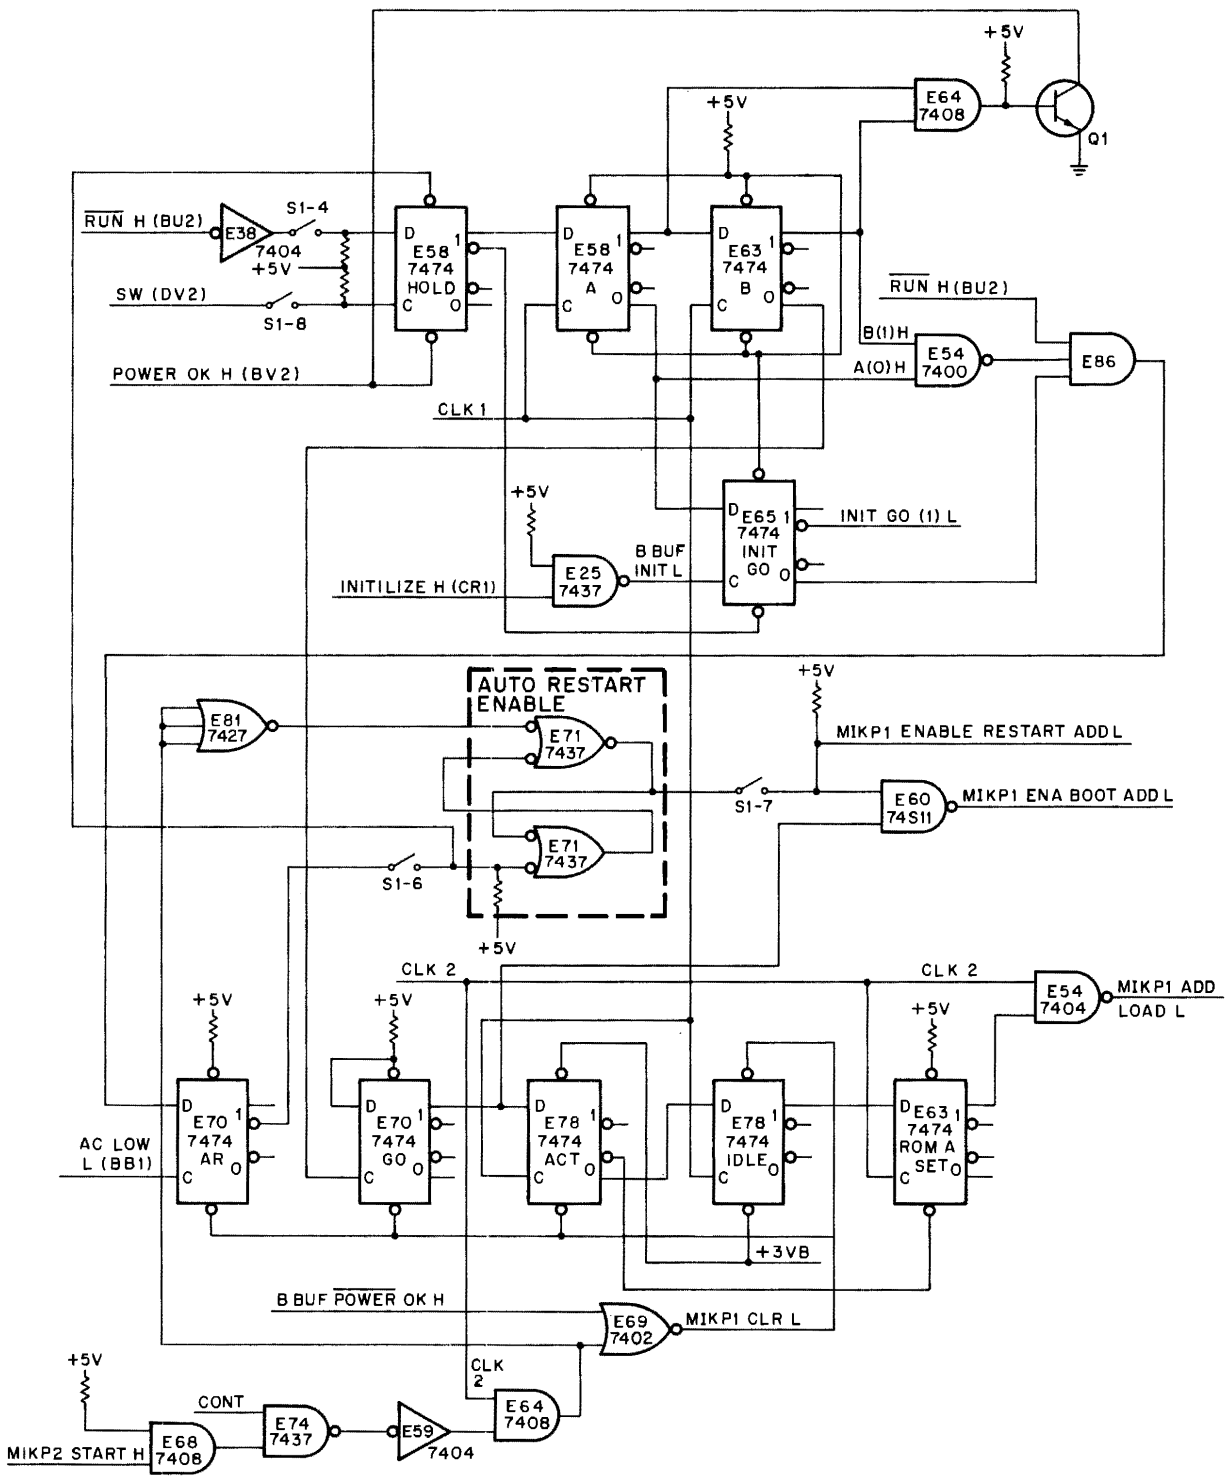 +5V
E64
7408
Q1
+5V
RUN H (BU2)
E38
7404
S1-4
+5V
SW (DV2)
S1-8
D 1
E58
7474
HOLD
C 0
D
E58
7474
A
0
C
D
E63
1
7474
B
C 0
RUN H (BU2)
B(1)H
A(0)H
E54
7400
E86
POWER OK H (BV2)
CLK 1
+5V
INITILIZE H (CR1)
E25
7437
B BUF
INIT L
D
E65 1
7474
INIT
GO
C 0
INIT GO (1) L
AUTO RESTART
ENABLE
E81
7427
E71
7437
E71
7437
+5V
S1-6
S1-7
+5V
MIKP1 ENABLE RESTART ADD L
E60
74S11
MIKP1 ENA BOOT ADD L
CLK 2
CLK 2
E54
7404
MIKP1 ADD
LOAD L
+5V
+5V
+5V
AC LOW
L (BB1)
D
E70 1
7474
AR
C 0
D
E70 1
7474
GO
C 0
D
E78 1
7474
ACT
C 0
D
E78 1
7474
IDLE
C 0
D
E63 1
7474
ROM A
SET 0
C
+3VB
B BUF POWER OK H
E69
7402
MIKP1 CLR L
CLK
2
E64
7408
+5V
CONT
MIKP2 START H
E68
7408
E74
7437
E59
7404